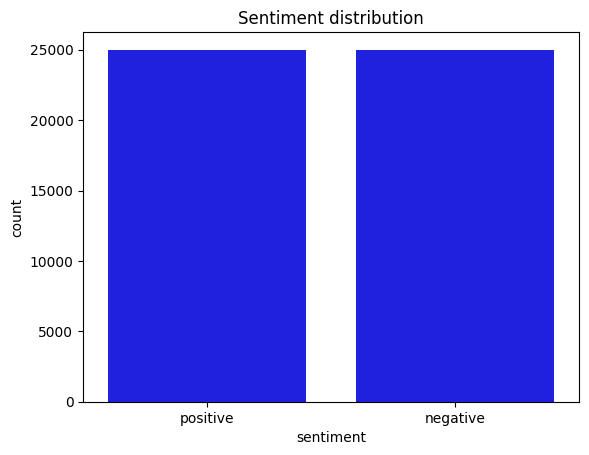 Sentiment distribution
25000
20000
15000
10000
5000
0
count
positive negative
sentiment